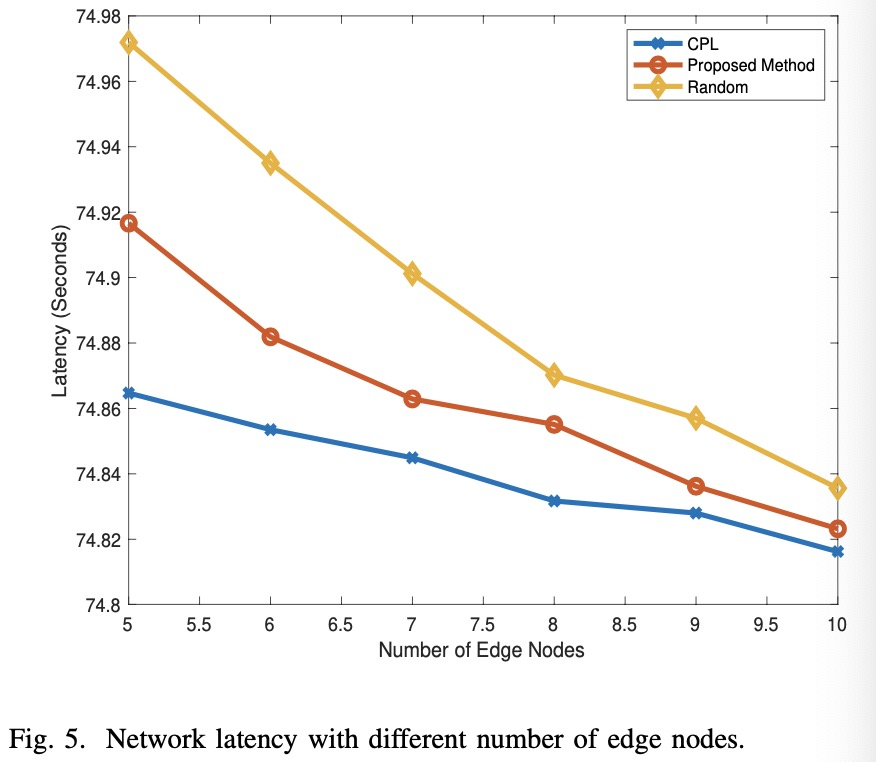 74.98
74.96
74.94
74.92
74.9
74.88
74.86
74.84
74.82
74.8
Latency (Seconds)
CPL
Proposed Method
Random
5 5.5 6 6.5 7 7.5 8 8.5 9 9.5 10
Number of Edge Nodes
Fig. 5. Network latency with different number of edge nodes.